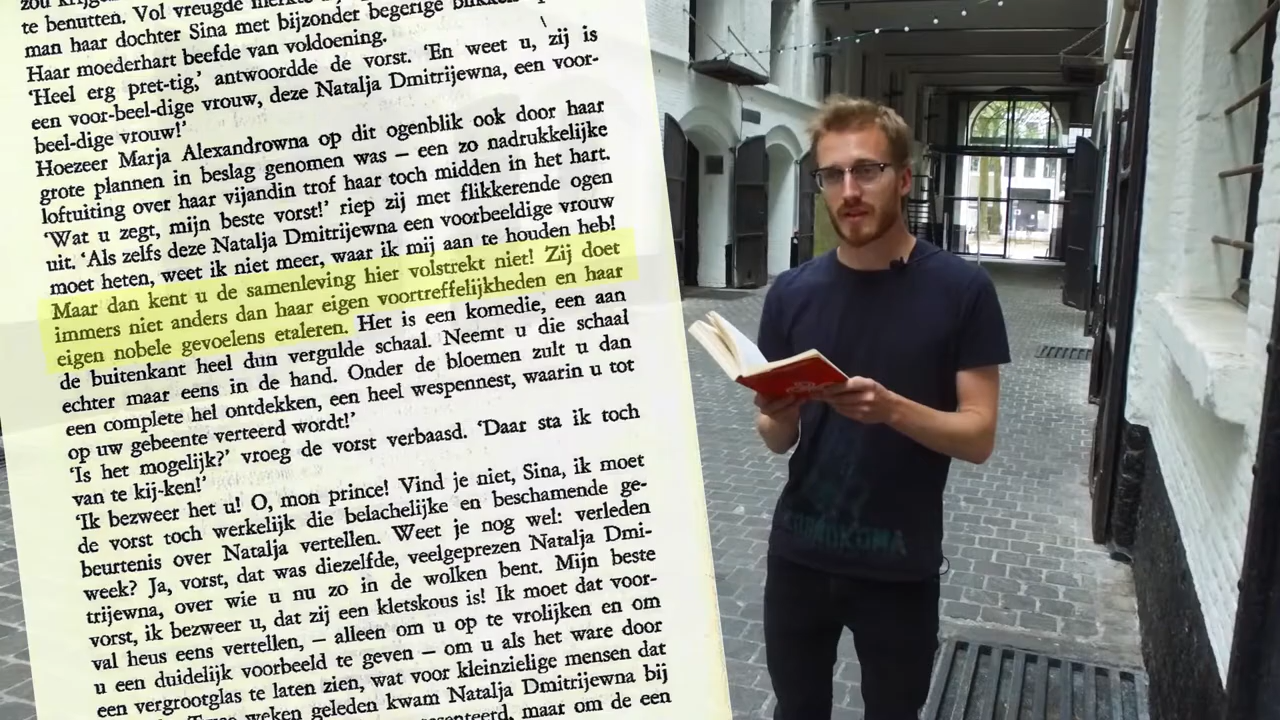 zou krijgen
te benutten. Vol vreugde merkte
man haar dochter Sina met bijzonder begerige blikken
Haar moederhart beefde van voldoening.
‘Heel erg pret-tig,’ antwoordde de vorst. ‘En weet u, zij is
een voor-beel-dige vrouw, deze Natalja Dmitrijewna, een voor-
beel-dige vrouw!’
Hoezeer Marja Alexandrowna op dit ogenblik ook door haar
grote plannen in beslag genomen was – een zo nadrukkelijke
loftuiting over haar vijandin trof haar toch midden in het hart.
‘Wat u zegt, mijn beste vorst!’ riep zij met flikkerende ogen
uit. ‘Als zelfs deze Natalja Dmitrijewna een voorbeeldige vrouw
moet heten, weet ik niet meer, waar ik mij aan te houden heb!
Maar dan kent u de samenleving hier volstrekt niet! Zij doet
immers niet anders dan haar eigen voortreffelijkheden en haar
eigen nobele gevoelens etaleren. Het is een komedie, een aan
de buitenkant heel dun vergulde schaal. Neemt u die schaal
echter maar eens in de hand. Onder de bloemen zult u dan
een complete hel ontdekken, een heel wespennest, waarin u tot
op uw gebeente verteerd wordt!’
‘Is het mogelijk?’ vroeg de vorst verbaasd. ‘Daar sta ik toch
van te kij-ken!’
‘Ik bezweer het u! O, mon prince! Vind je niet, Sina, ik moet
de vorst toch werkelijk die belachelijke en beschamende ge-
beurtenis over Natalja vertellen. Weet je nog wel: verleden
week? Ja, vorst, dat was diezelfde, veelgeprezen Natalja Dmi-
trijewna, over wie u nu zo in de wolken bent. Mijn beste
vorst, ik bezweer u, dat zij een kletskous is! Ik moet dat voor-
val heus eens vertellen, – alleen om u op te vrolijken en om
u een duidelijk voorbeeld te geven – om u als het ware door
een vergrootglas te laten zien, wat voor kleinzielige mensen dat
weken geleden kwam Natalja Dmitrijewna bij
maar om de een